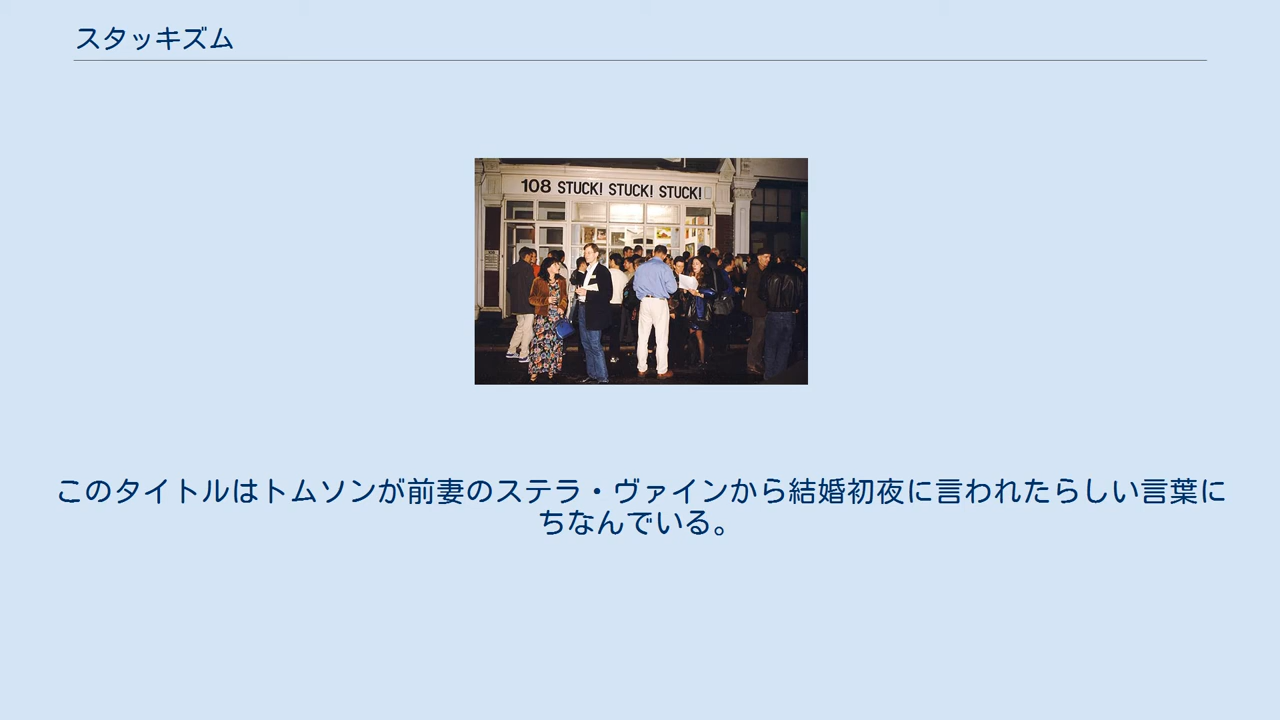 スタッキズム
108 STUCK! STUCK! STUCK!
このタイトルはトムソンが前妻のステラ・ヴァインから結婚初夜に言われたらしい言葉に
ちなんでいる。